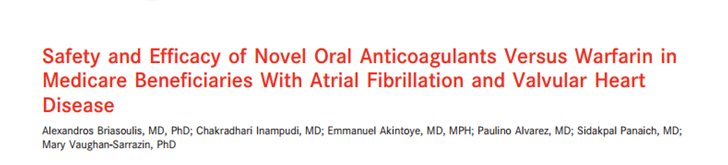 Safety and Efficacy of Novel Oral Anticoagulants Versus Warfarin in
Medicare Beneficiaries With Atrial Fibrillation and Valvular Heart
Disease
Alexandros Briasoulis, MD, PhD; Chakradhari Inampudi, MD; Emmanuel Akintoye, MD, MPH; Paulino Alvarez, MD; Sidakpal Panaich, MD;
Mary Vaughan-Sarrazin, PhD